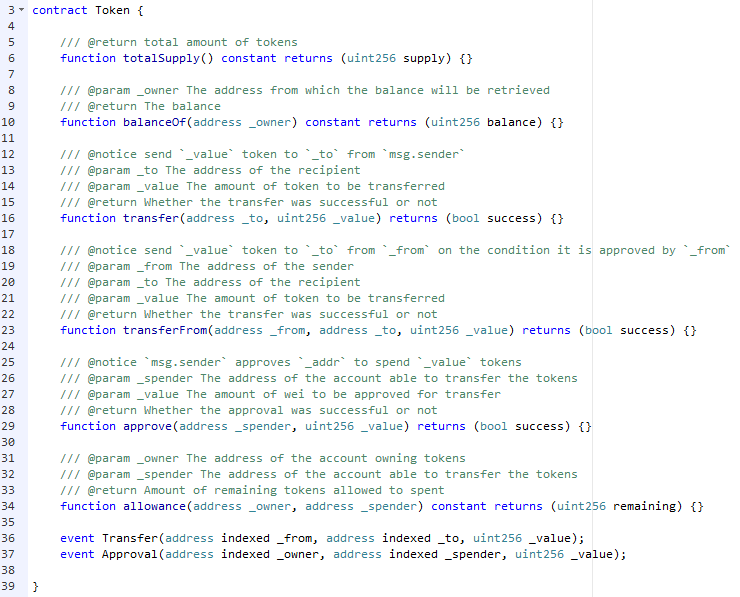 3 contract Token {
4
5 /// @return total amount of tokens
6 function totalSupply() constant returns (uint256 supply) {}
7
8 /// @param _owner The address from which the balance will be retrieved
9 /// @return The balance
10 function balanceOf(address _owner) constant returns (uint256 balance) {}
11
12 /// @notice send `_value` token to `_to` from `msg.sender`
13 /// @param _to The address of the recipient
14 /// @param _value The amount of token to be transferred
15 /// @return Whether the transfer was successful or not
16 function transfer(address _to, uint256 _value) returns (bool success) {}
17
18 /// @notice send `_value` token to `_to` from `_from` on the condition it is approved by `_from`
19 /// @param _from The address of the sender
20 /// @param _to The address of the recipient
21 /// @param _value The amount of token to be transferred
22 /// @return Whether the transfer was successful or not
23 function transferFrom(address _from, address _to, uint256 _value) returns (bool success) {}
24
25 /// @notice `msg.sender` approves `_addr` to spend `_value` tokens
26 /// @param _spender The address of the account able to transfer the tokens
27 /// @param _value The amount of wei to be approved for transfer
28 /// @return Whether the approval was successful or not
29 function approve(address _spender, uint256 _value) returns (bool success) {}
30
31 /// @param _owner The address of the account owning tokens
32 /// @param _spender The address of the account able to transfer the tokens
33 /// @return Amount of remaining tokens allowed to spent
34 function allowance(address _owner, address _spender) constant returns (uint256 remaining) {}
35
36 event Transfer(address indexed _from, address indexed _to, uint256 _value);
37 event Approval(address indexed _owner, address indexed _spender, uint256 _value);
38
39 }